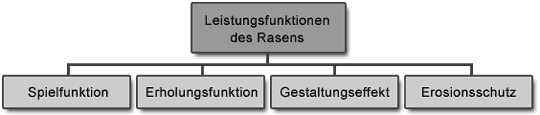 Leistungsfunktionen
des Rasens
Spielfunktion
Erholungsfunktion
Gestaltungseffekt
Erosionsschutz